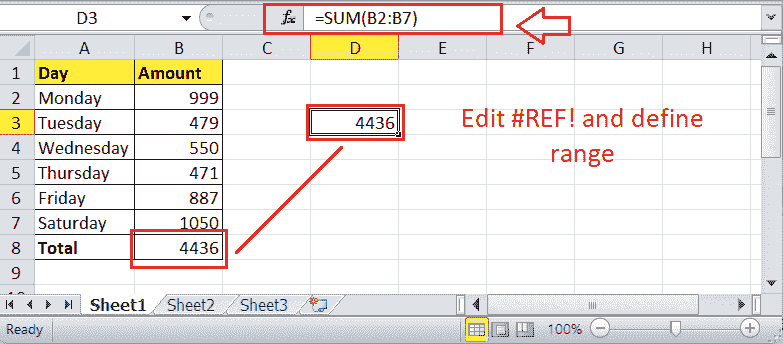 D3 fx =SUM(B2:B7)
A B C D E F G H
1 Day Amount
2 Monday 999
3 Tuesday 479 4436 Edit #REF! and define
4 Wednesday 550 range
5 Thursday 471
6 Friday 887
7 Saturday 1050
8 Total 4436
9
Sheet1 Sheet2 Sheet3
Ready 100%